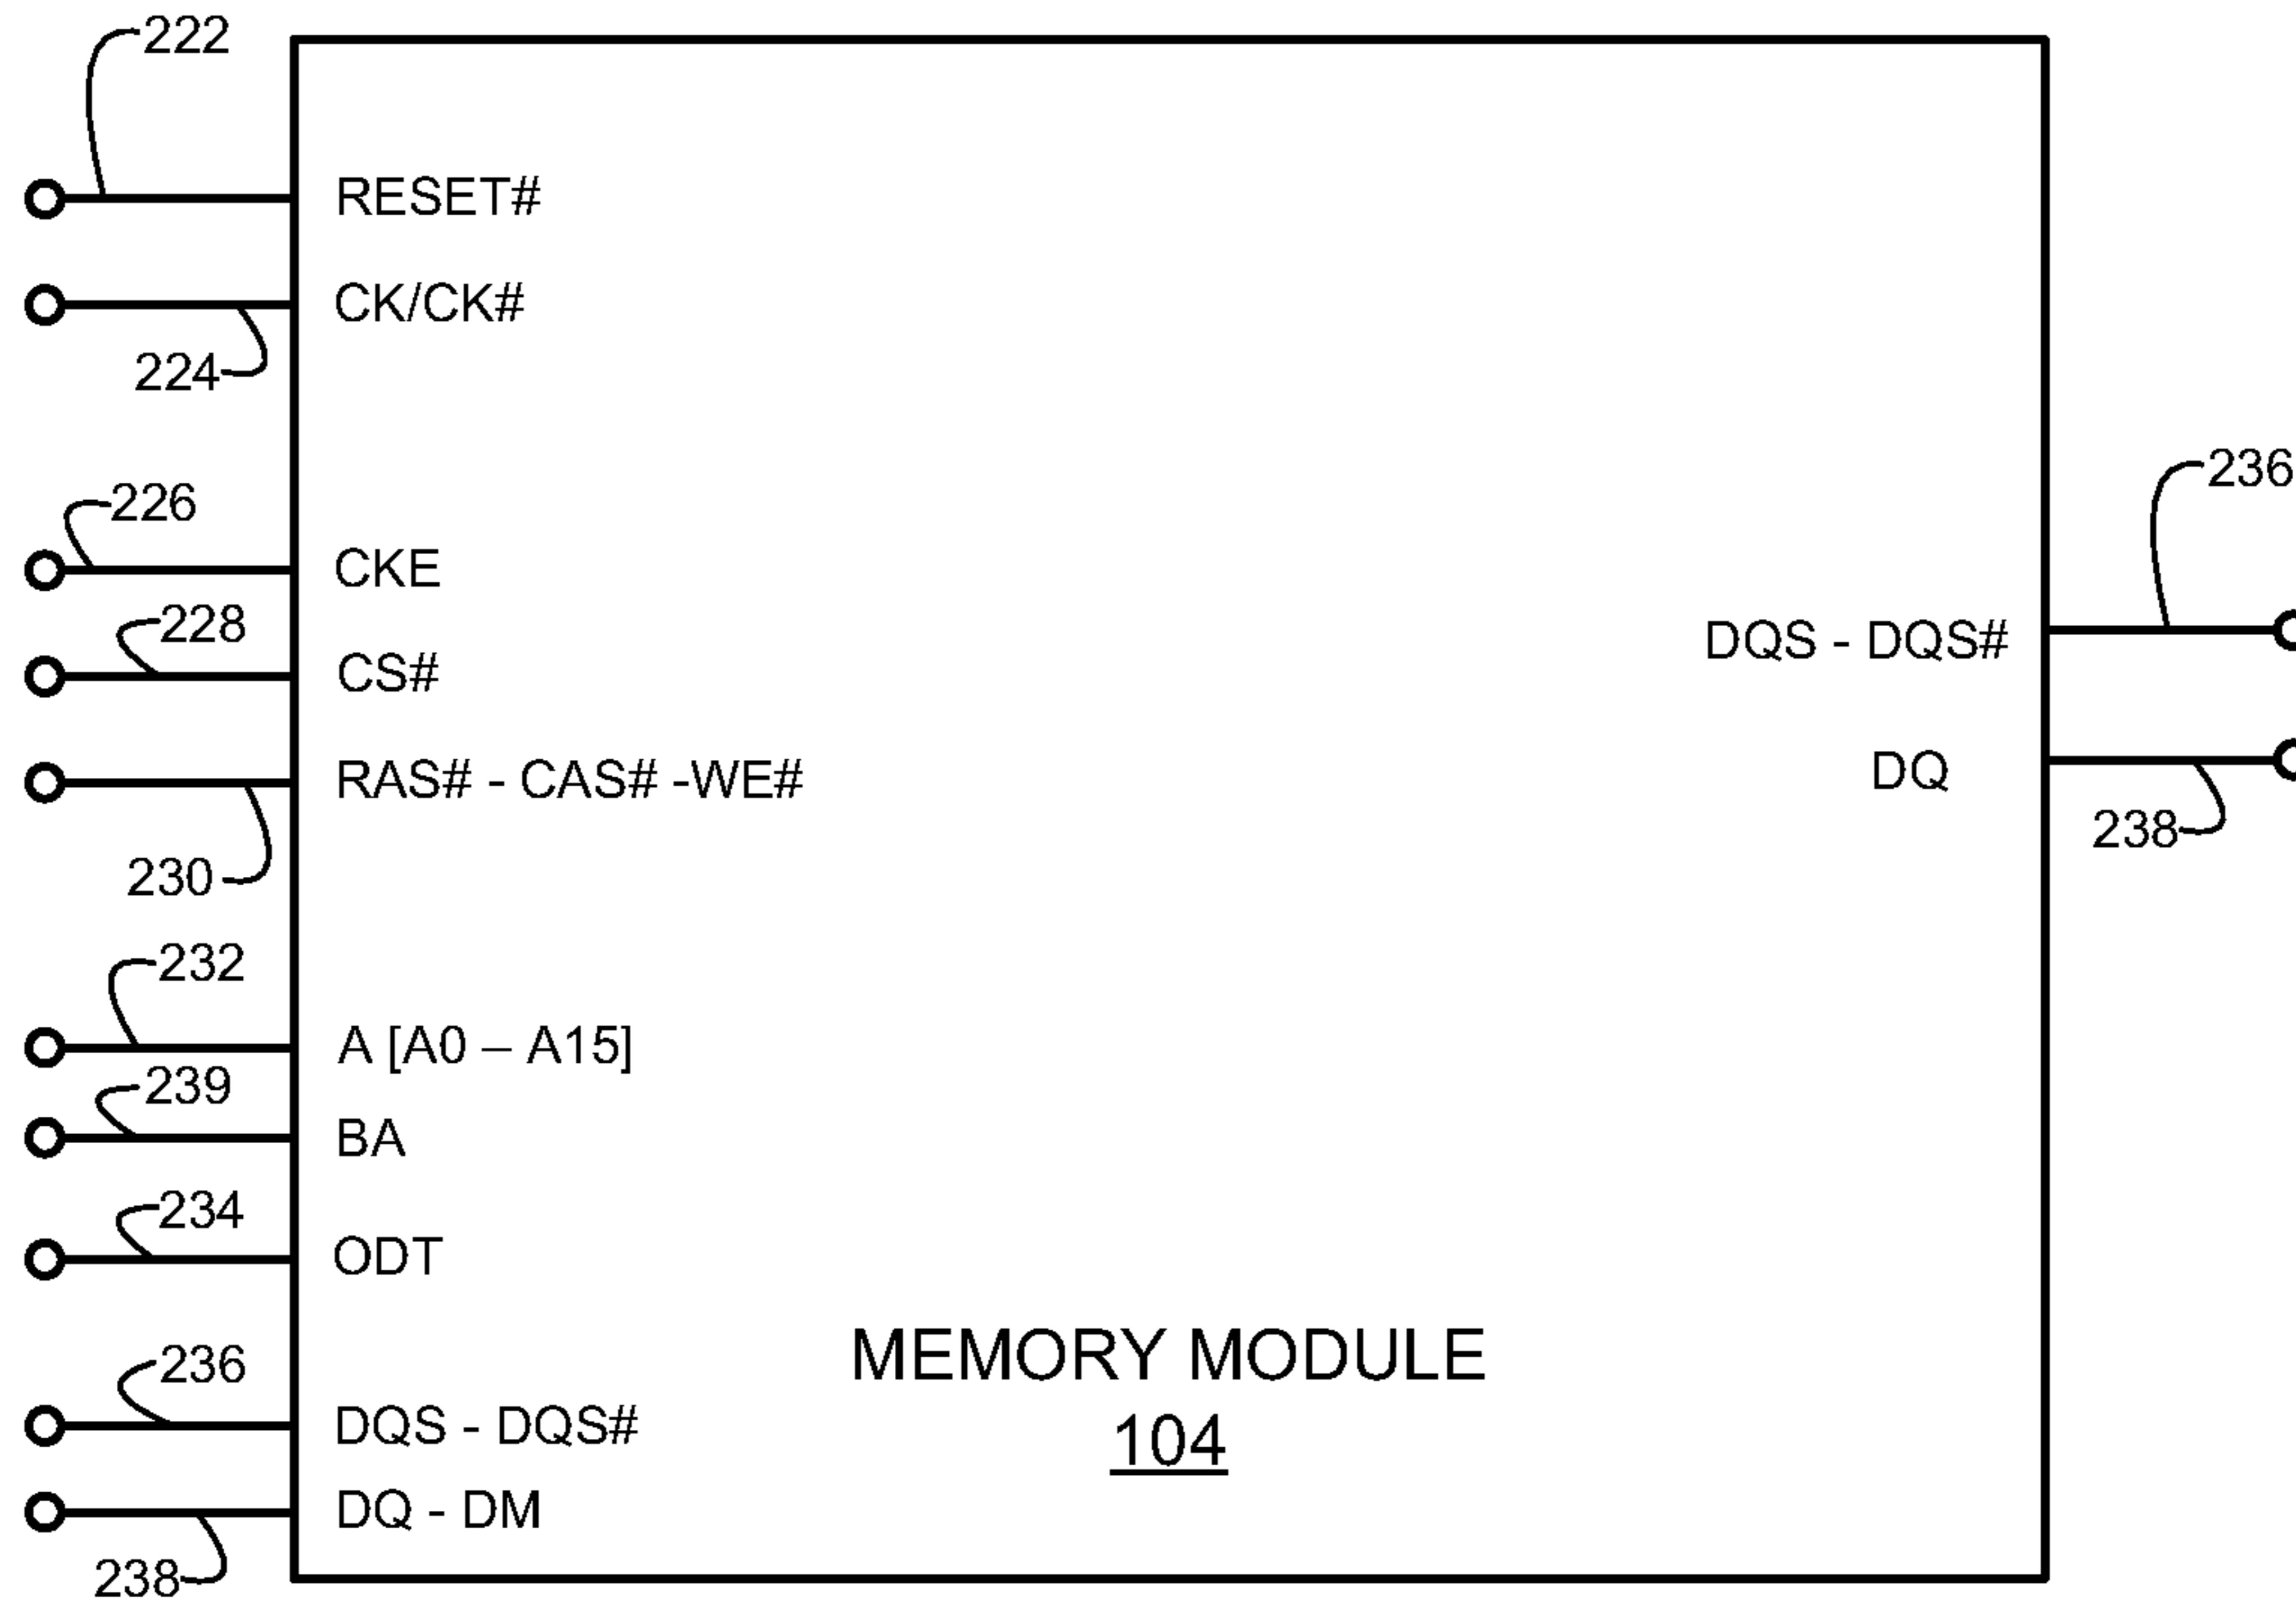 222
RESET#
CK/CK#
224
226
CKE
228
CS#
RAS# - CAS# -WE#
230
232
A [A0 – A15]
239
BA
234
ODT
236
DQS - DQS#
DQ - DM
238
MEMORY MODULE
104
236
DQS - DQS#
DQ
238